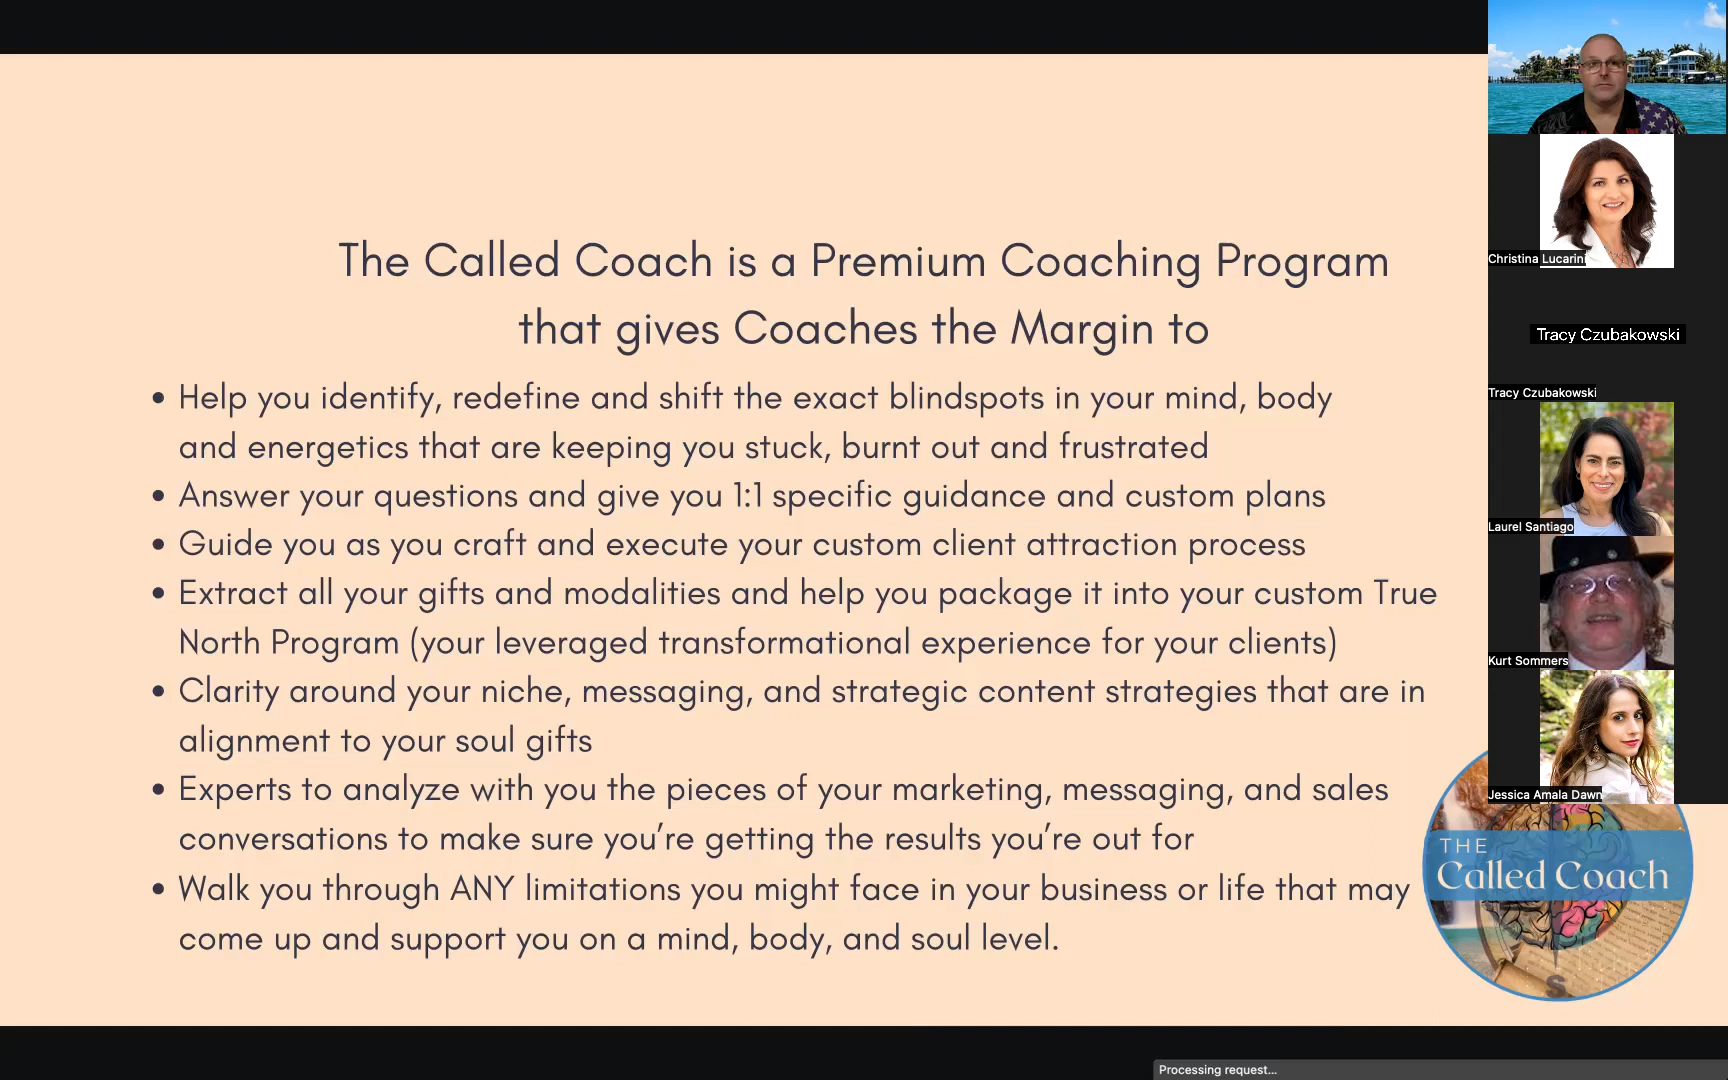 The Called Coach is a Premium Coaching Program
that gives Coaches the Margin to
• Help you identify, redefine and shift the exact blindspots in your mind, body
and energetics that are keeping you stuck, burnt out and frustrated
• Answer your questions and give you 1:1 specific guidance and custom plans
• Guide you as you craft and execute your custom client attraction process
• Extract all your gifts and modalities and help you package it into your custom True
North Program (your leveraged transformational experience for your clients)
• Clarity around your niche, messaging, and strategic content strategies that are in
alignment to your soul gifts
• Experts to analyze with you the pieces of your marketing, messaging, and sales
conversations to make sure you’re getting the results you’re out for
• Walk you through ANY limitations you might face in your business or life that may
come up and support you on a mind, body, and soul level.
Christina Lucarini
Tracy Czubakowski
Tracy Czubakowski
Laurel Santiago
Kurt Sommers
Jessica Amala Dawn
THE
Called Coach
S
Processing request...